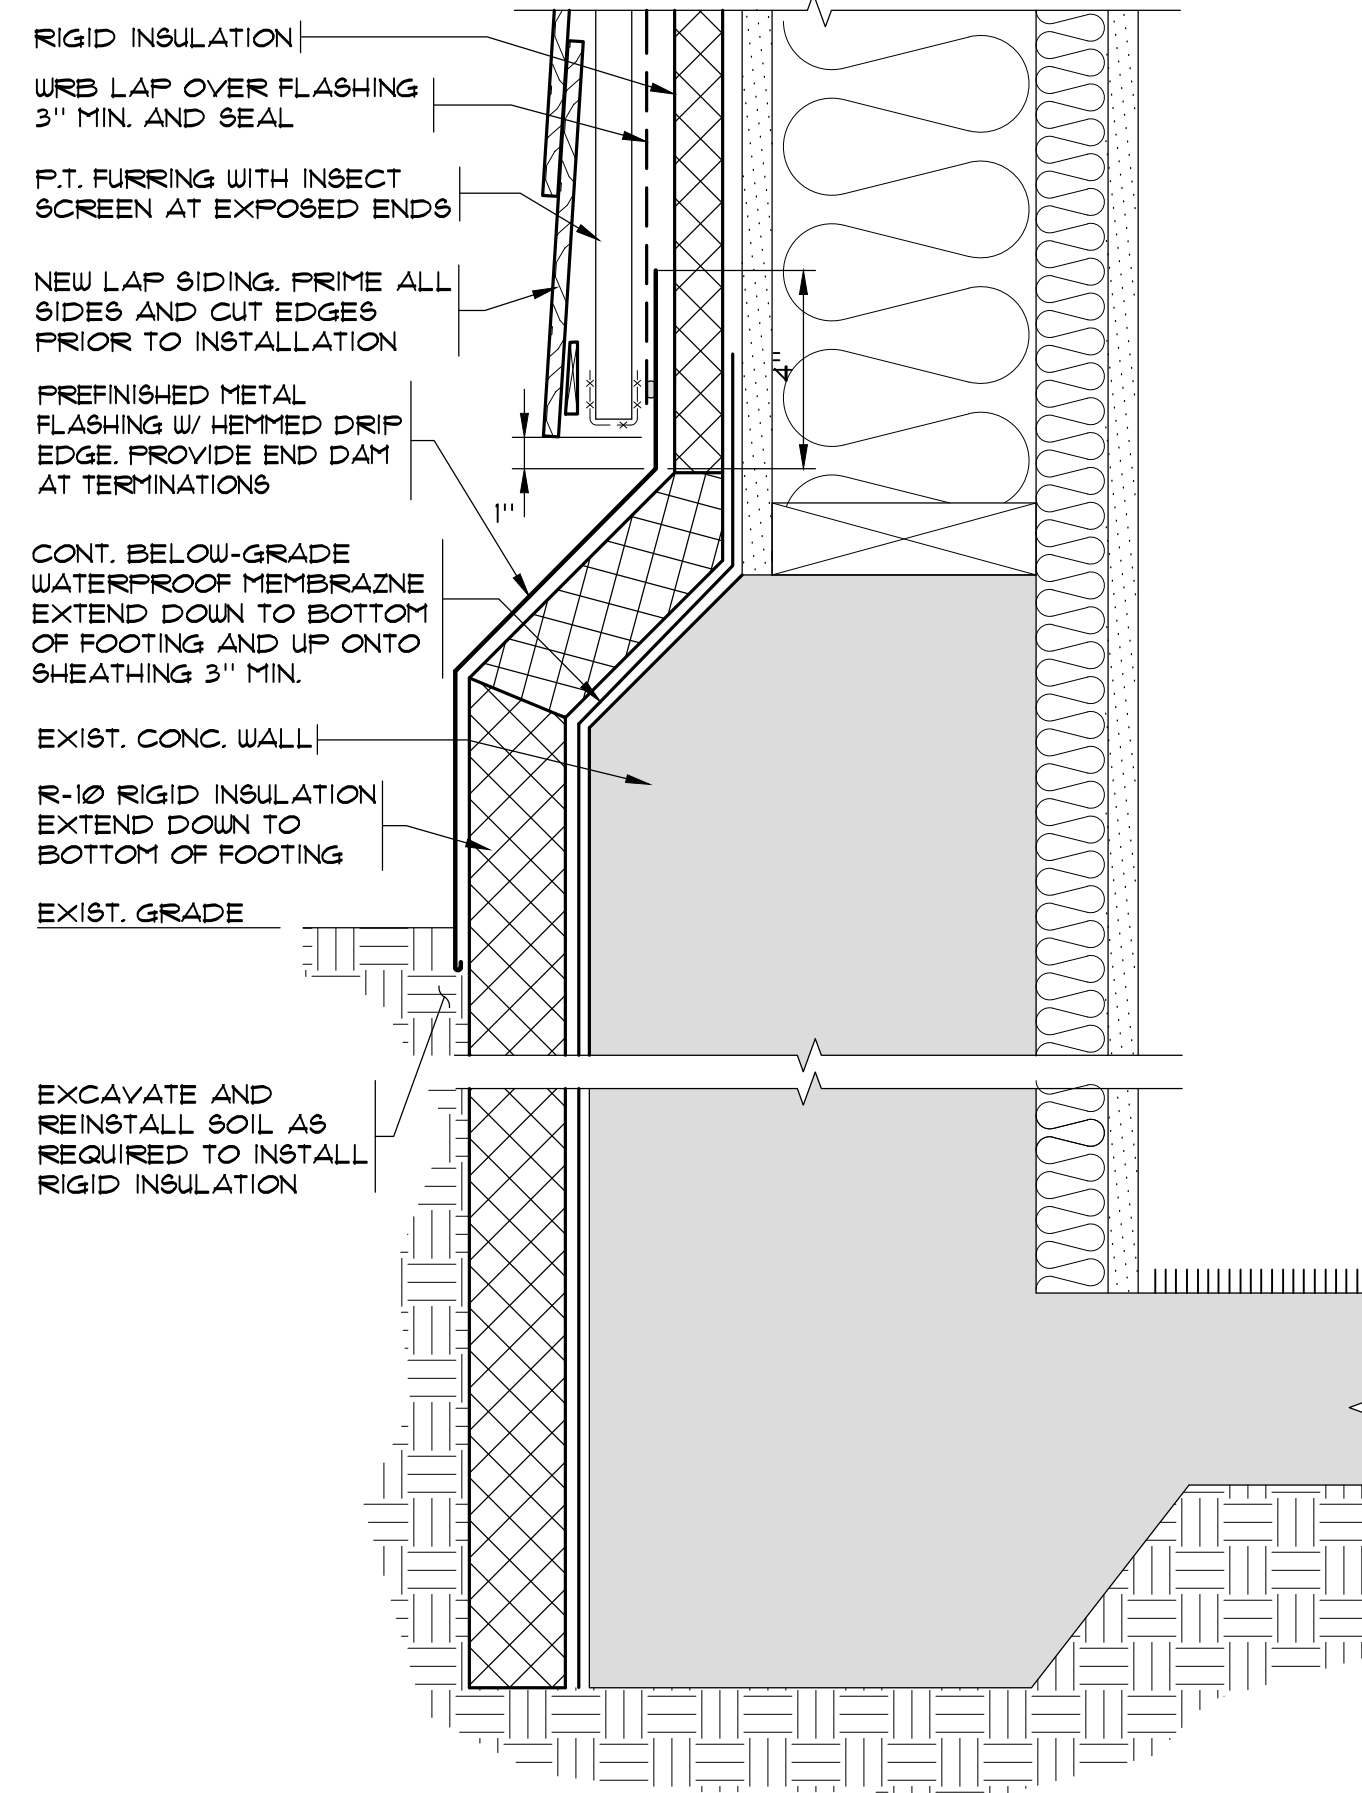 RIGID INSULATION
WRB LAP OVER FLASHING
3" MIN. AND SEAL
P.T. FURRING WITH INSECT
SCREEN AT EXPOSED ENDS
NEW LAP SIDING. PRIME ALL
SIDES AND CUT EDGES
PRIOR TO INSTALLATION
4"
PREFINISHED METAL
FLASHING W/ HEMMED DRIP
EDGE. PROVIDE END DAM
AT TERMINATIONS
1"
CONT. BELOW-GRADE
WATERPROOF MEMBRAZNE
EXTEND DOWN TO BOTTOM
OF FOOTING AND UP ONTO
SHEATHING 3" MIN.
EXIST. CONC. WALL
R-10 RIGID INSULATION
EXTEND DOWN TO
BOTTOM OF FOOTING
EXIST. GRADE
EXCAVATE AND
REINSTALL SOIL AS
REQUIRED TO INSTALL
RIGID INSULATION